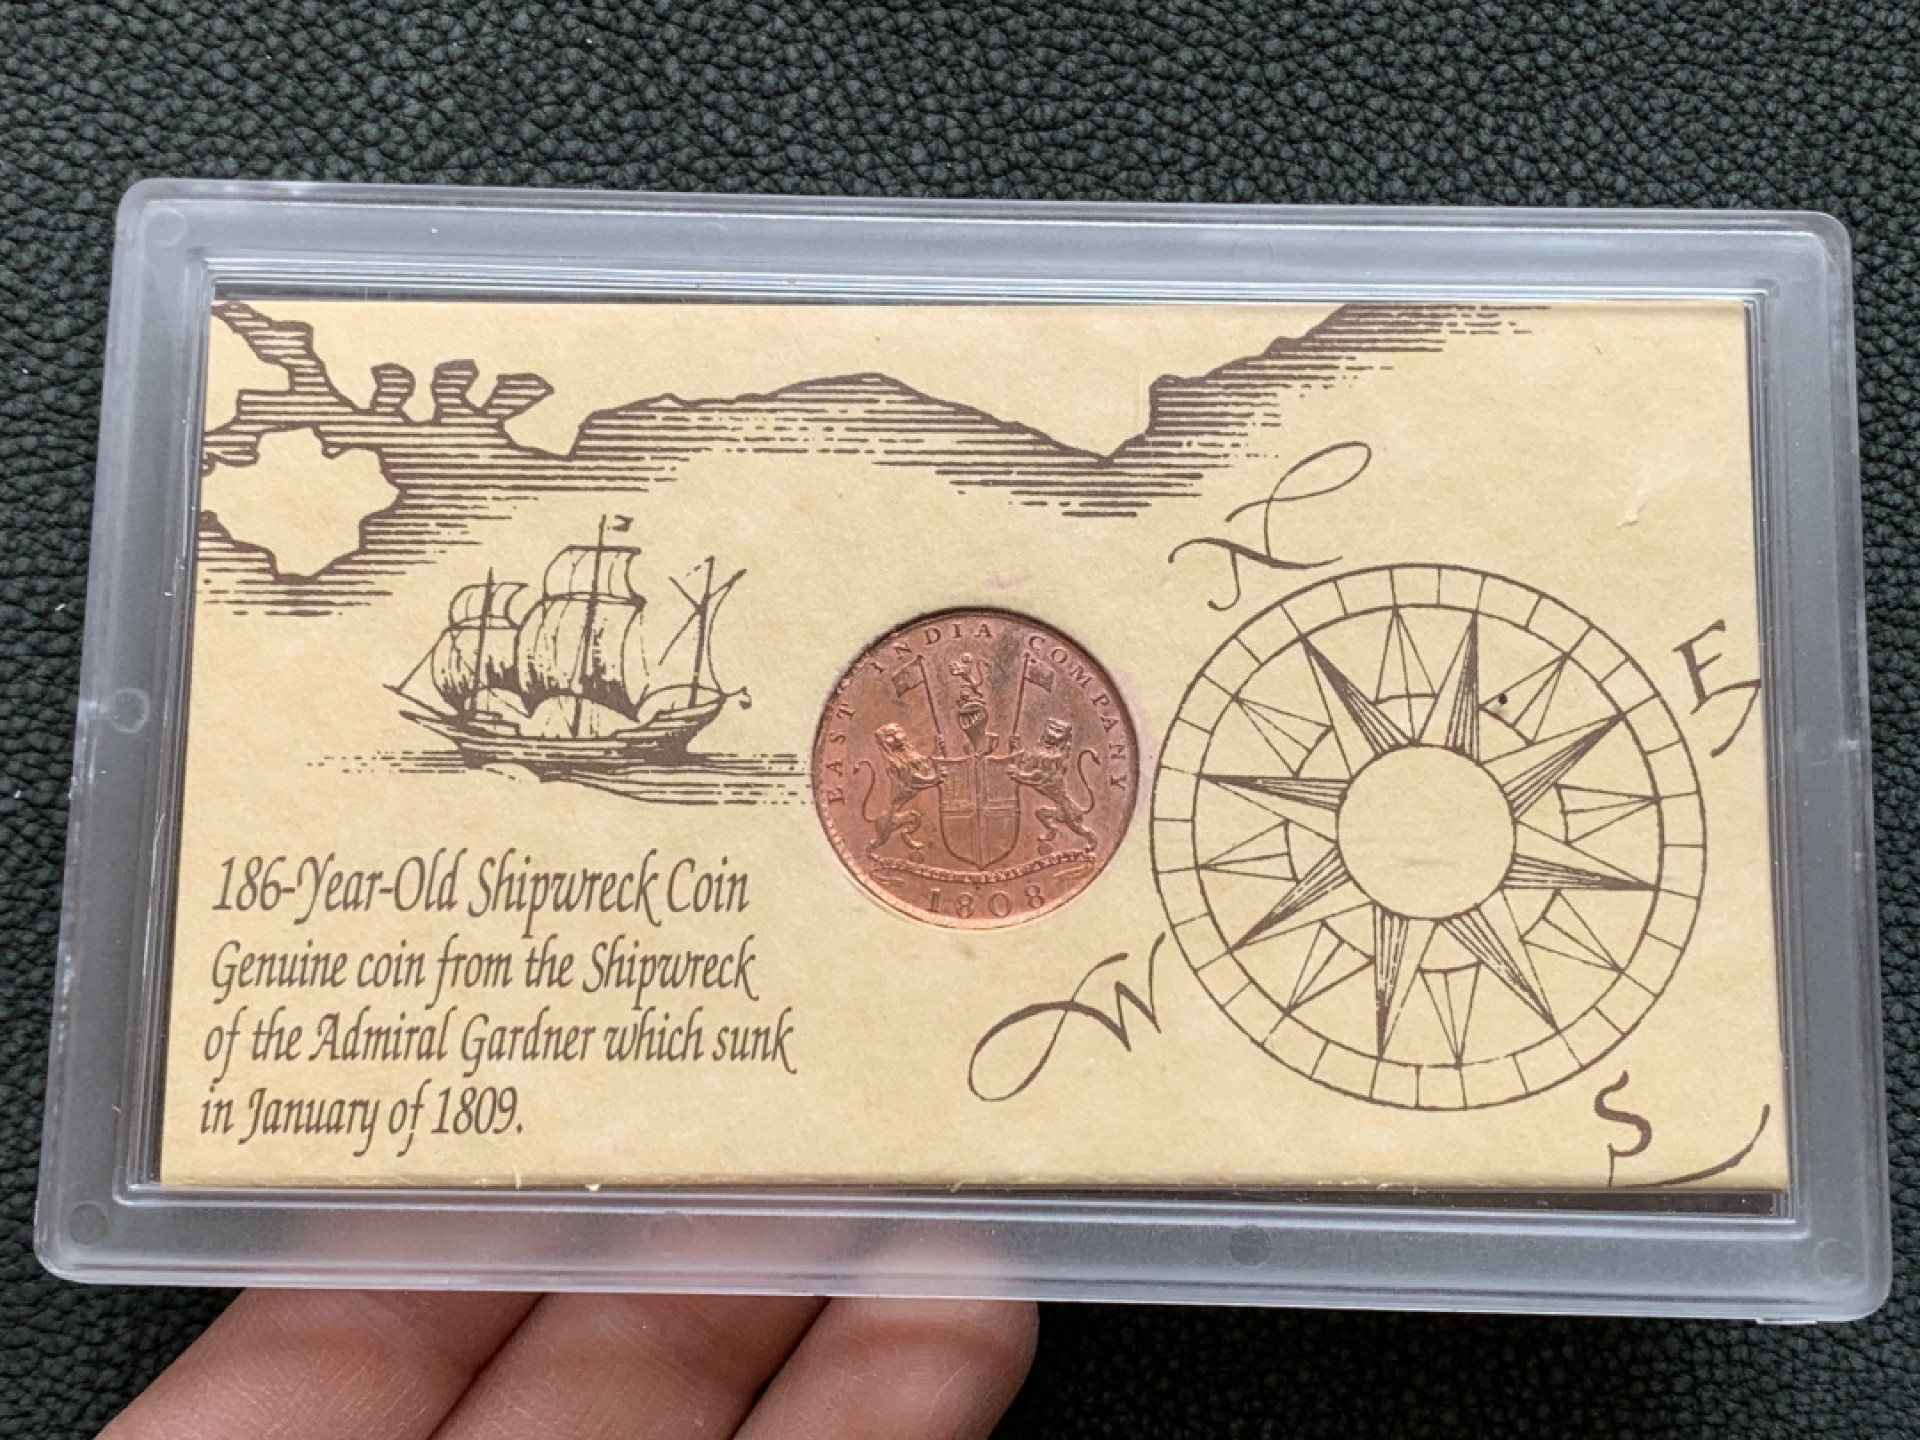 N
E
EAST INDIA COMPANY
1808
186-Year-Old Shipwreck Coin
Genuine coin from the Shipwreck
of the Admiral Gardner which sunk
in January of 1809.
W
S